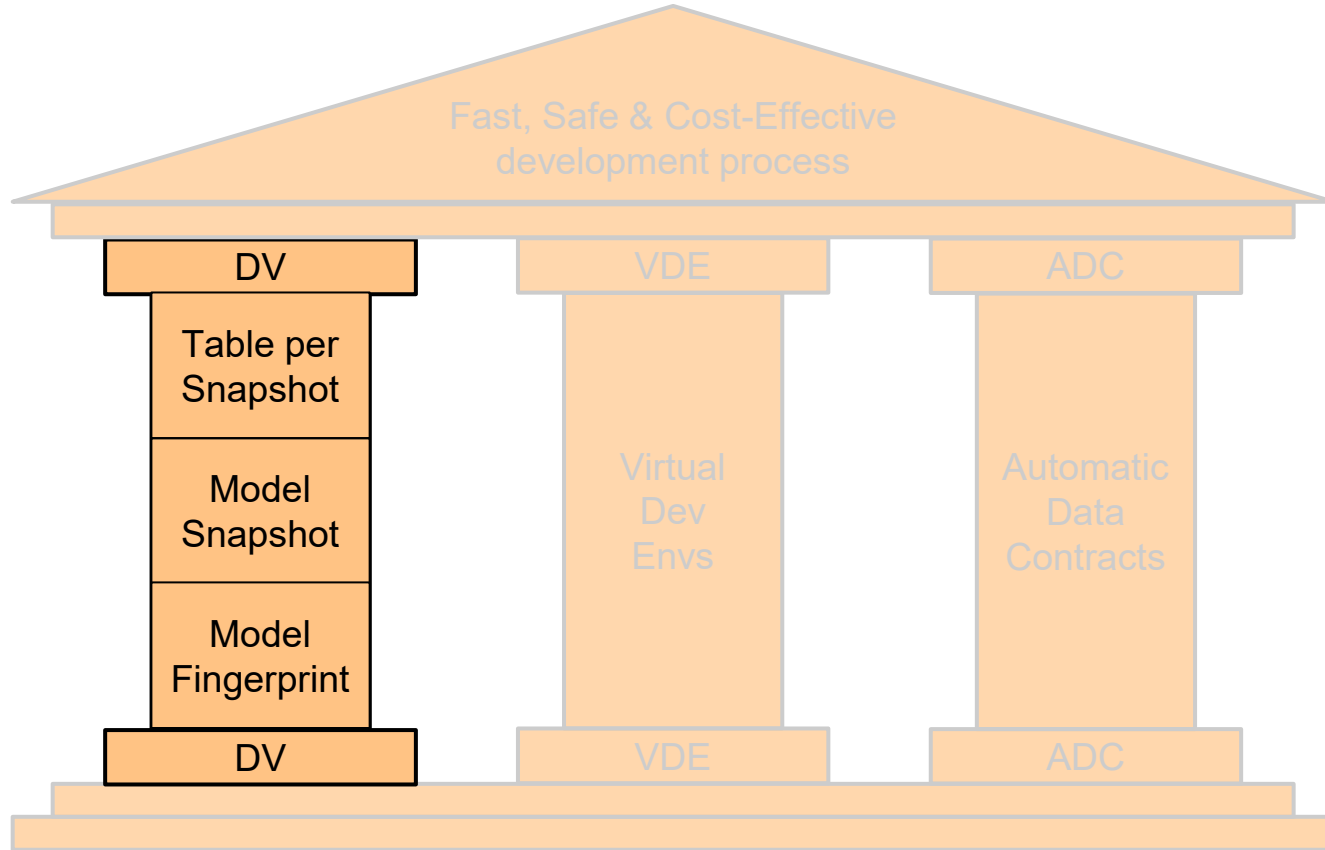 Fast, Safe & Cost-Effective
development process
DV
VDE
ADC
Table per
Snapshot
Model
Snapshot
Model
Fingerprint
Virtual
Dev
Envs
Automatic
Data
Contracts
DV
VDE
ADC